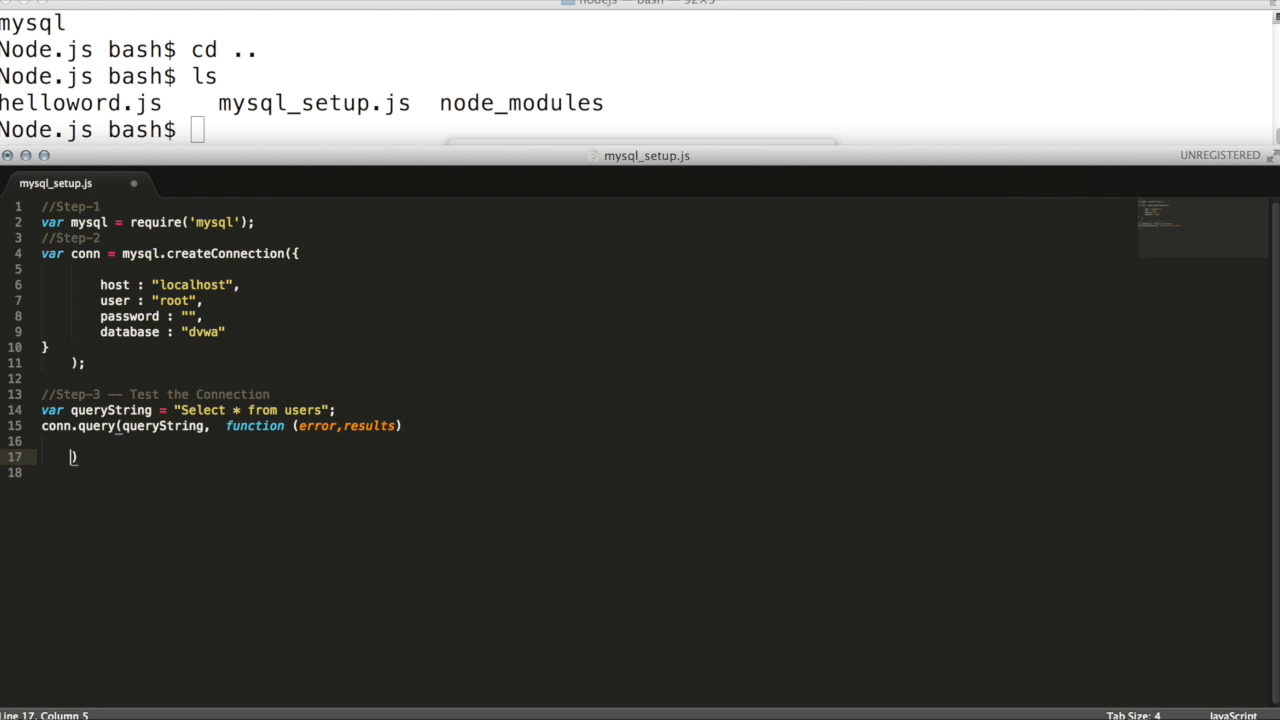 mysql
Node.js bash$ cd ..
Node.js bash$ ls
helloword.js mysql_setup.js node_modules
Node.js bash$
mysql_setup.js
UNREGISTERED
mysql_setup.js
1 //Step-1
2 var mysql = require('mysql');
3 //Step-2
4 var conn = mysql.createConnection({
5
6 host : "localhost",
7 user : "root",
8 password : "",
9 database : "dvwa"
10 }
11 );
12
13 //Step-3 -- Test the Connection
14 var queryString = "Select * from users";
15 conn.query(queryString, function (error,results)
16
17 )
18
Line 17, Column 5
Tab Size: 4
JavaScript